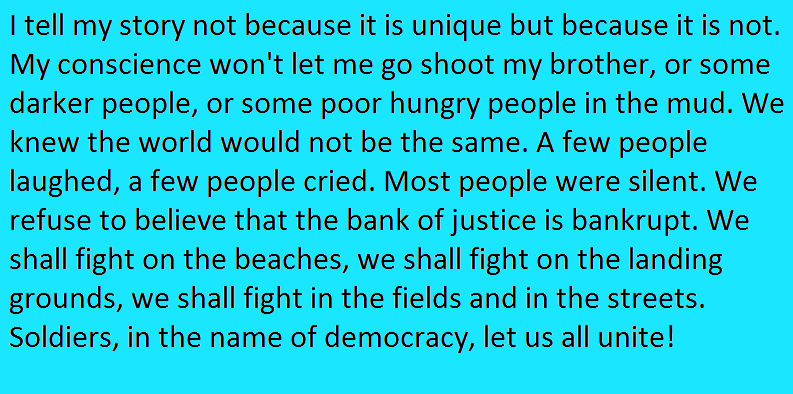 I tell my story not because it is unique but because it is not.
My conscience won't let me go shoot my brother, or some
darker people, or some poor hungry people in the mud. We
knew the world would not be the same. A few people
laughed, a few people cried. Most people were silent. We
refuse to believe that the bank of justice is bankrupt. We
shall fight on the beaches, we shall fight on the landing
grounds, we shall fight in the fields and in the streets.
Soldiers, in the name of democracy, let us all unite!